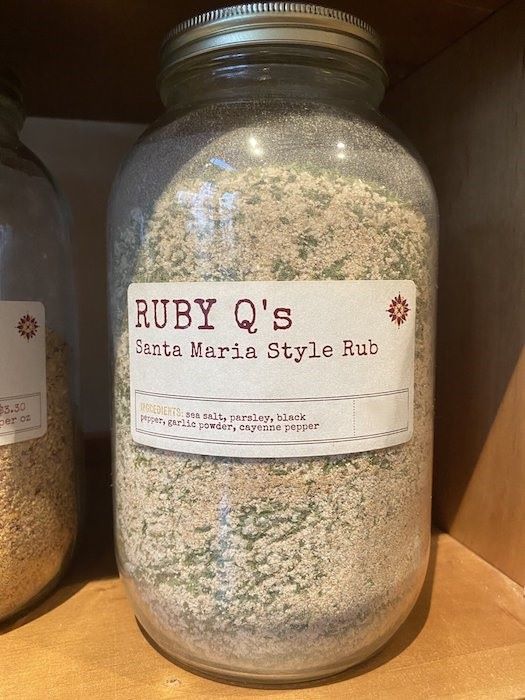 RUBY Q's
Santa Maria Style Rub
INGREDIENTS: sea salt, parsley, black
pepper, garlic powder, cayenne pepper
$3.30
per oz